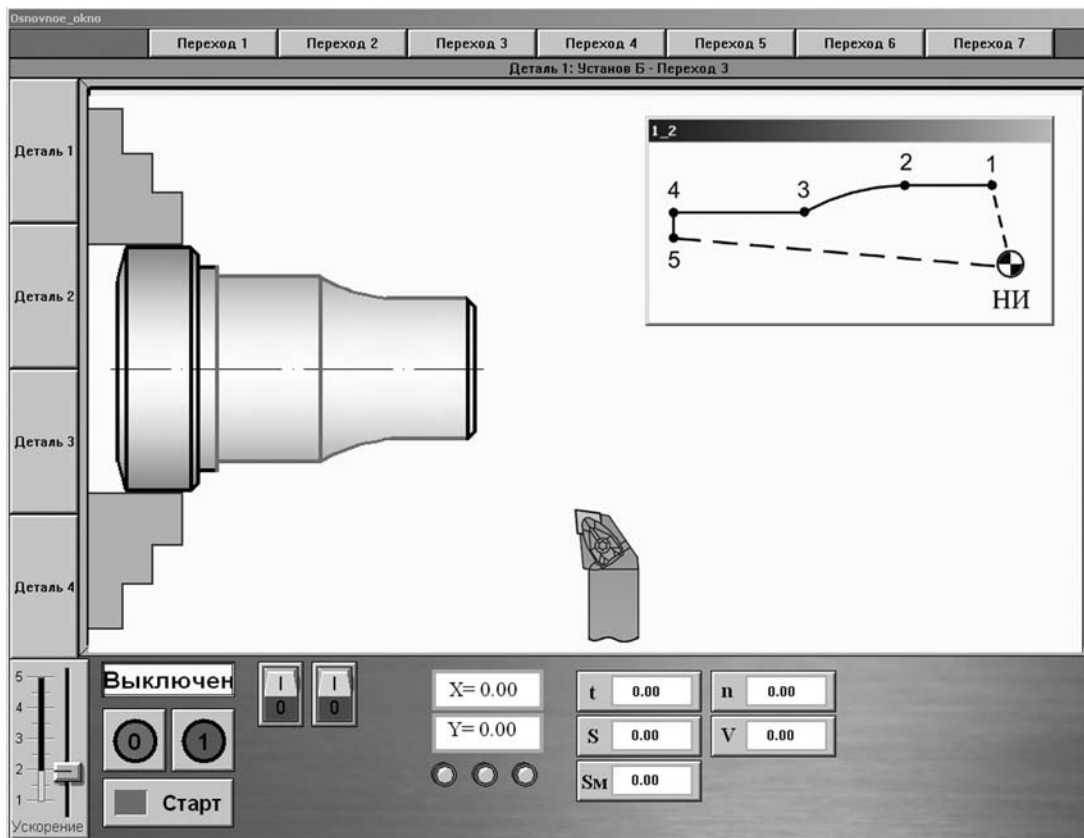 Osnovnoe_okno
Переход 1 Переход 2 Переход 3 Переход 4 Переход 5 Переход 6 Переход 7
Деталь 1: Установ Б - Переход 3
Деталь 1
Деталь 2
Деталь 3
Деталь 4
1_2
1
2
3
4
5
НИ
5
4
3
2
1
Ускорение
Выключен
0 1
Старт
I I
0 0
X= 0.00
Y= 0.00
t 0.00 n 0.00
S 0.00 V 0.00
Sм 0.00